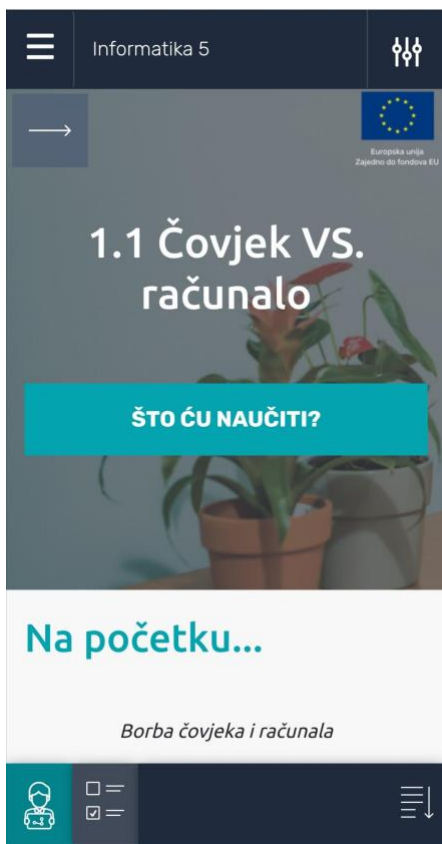 Informatika 5
Europska unija
Zajedno do fondova EU
1.1 Čovjek VS.
računalo
ŠTO ĆU NAUČITI?
Na početku...
Borba čovjeka i računala